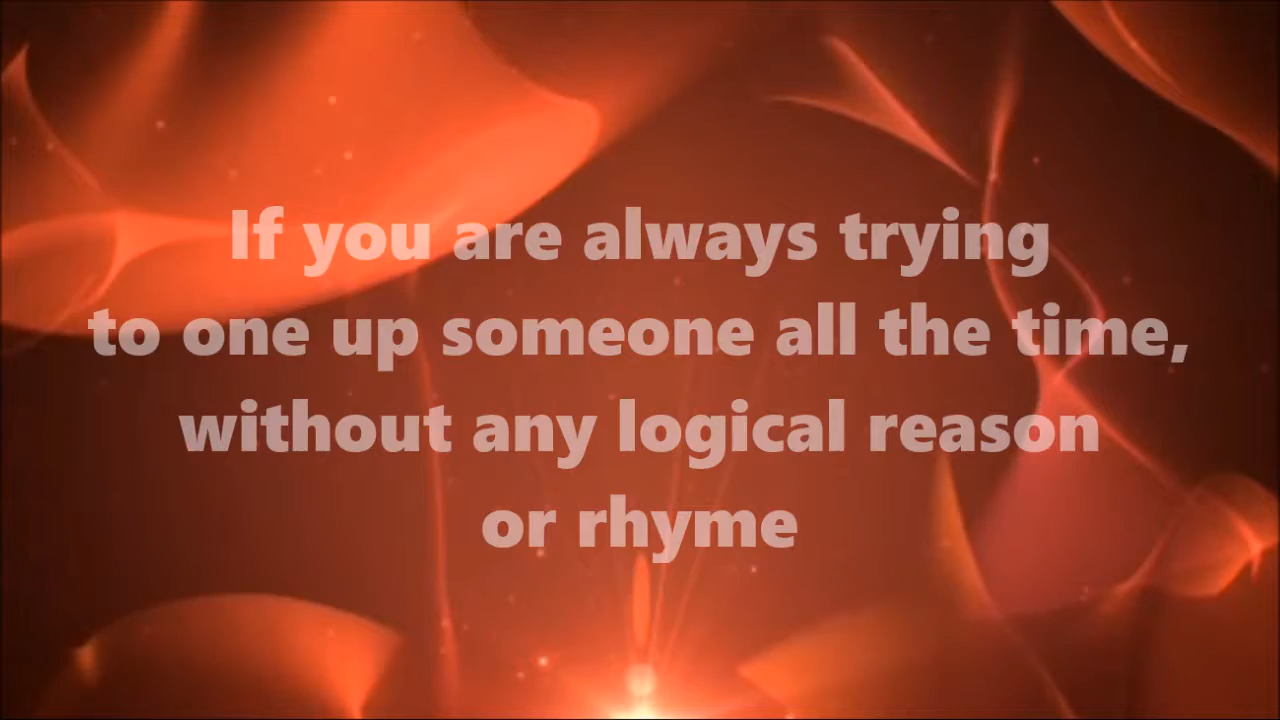 If you are always trying
to one up someone all the time,
without any logical reason
or rhyme